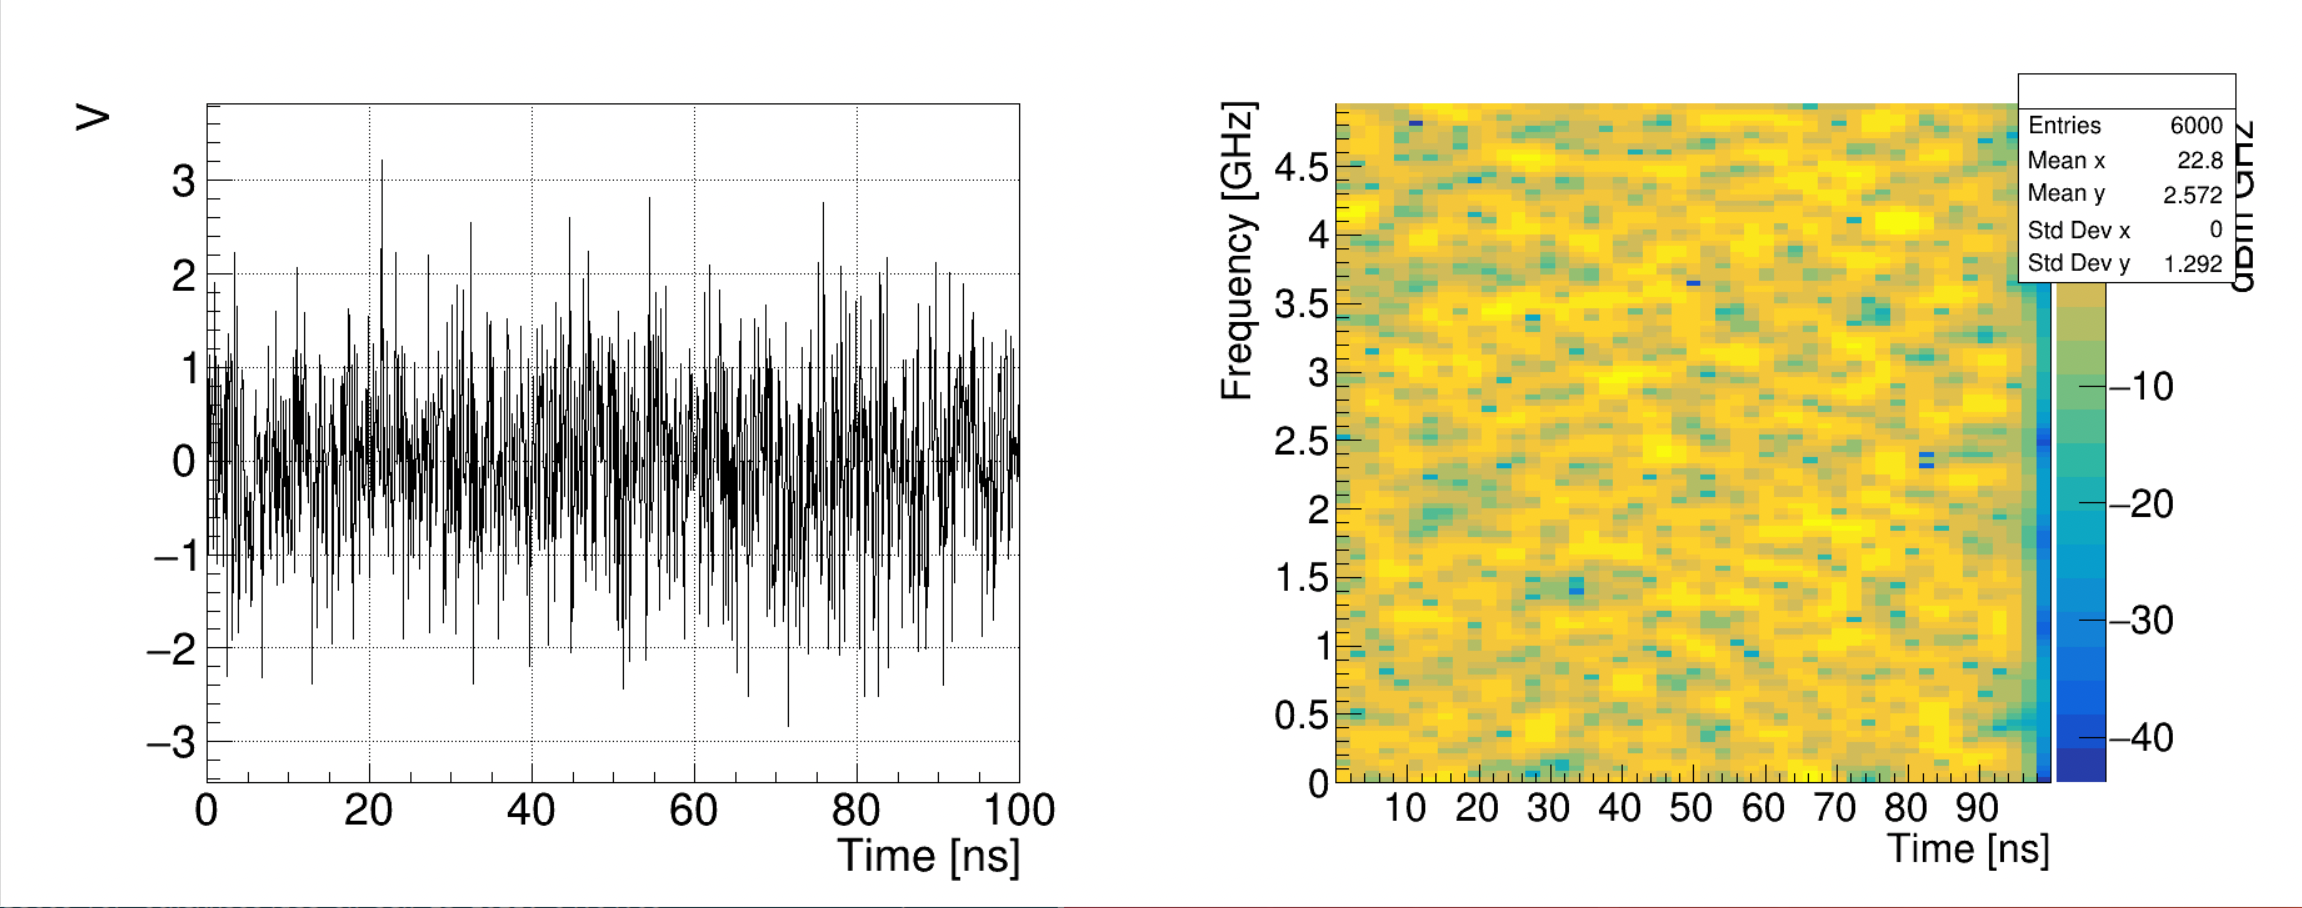 V
3
2
1
0
−1
−2
−3
0 20 40 60 80 100
Time [ns]
Frequency [GHz]
4.5
4
3.5
3
2.5
2
1.5
1
0.5
0
10 20 30 40 50 60 70 80 90
Time [ns]
Entries 6000
Mean x 22.8
Mean y 2.572
Std Dev x 0
Std Dev y 1.292
−10
−20
−30
−40